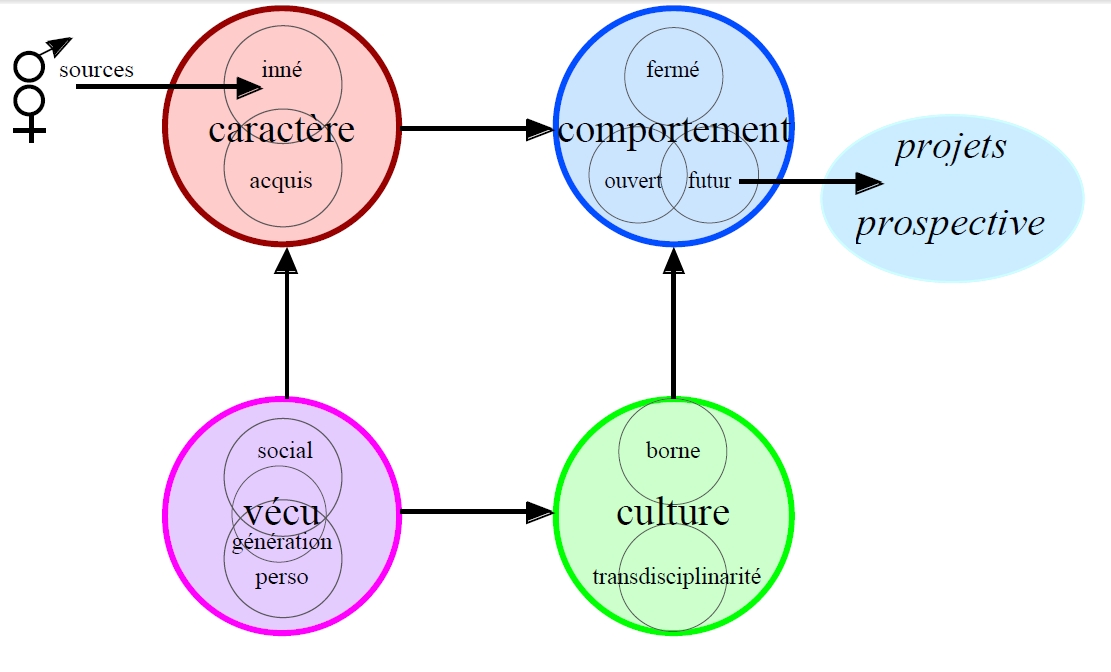 sources
inné
caractère
acquis
fermé
comportement
ouvert
futur
projets
prospective
social
vécu
génération
perso
borne
culture
transdisciplinarité